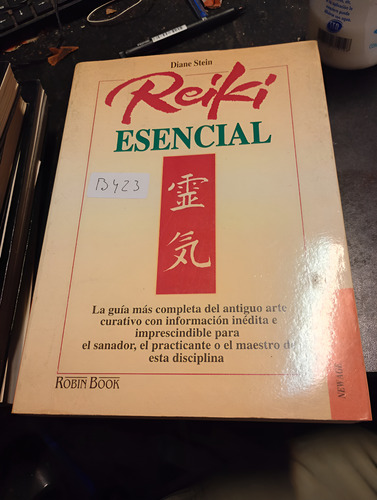 Diane Stein
Reiki
ESENCIAL
B423
靈
気
La guía más completa del antiguo arte
curativo con información inédita e
imprescindible para
el sanador, el practicante o el maestro de
esta disciplina
ROBIN BOOK
NEW AGE